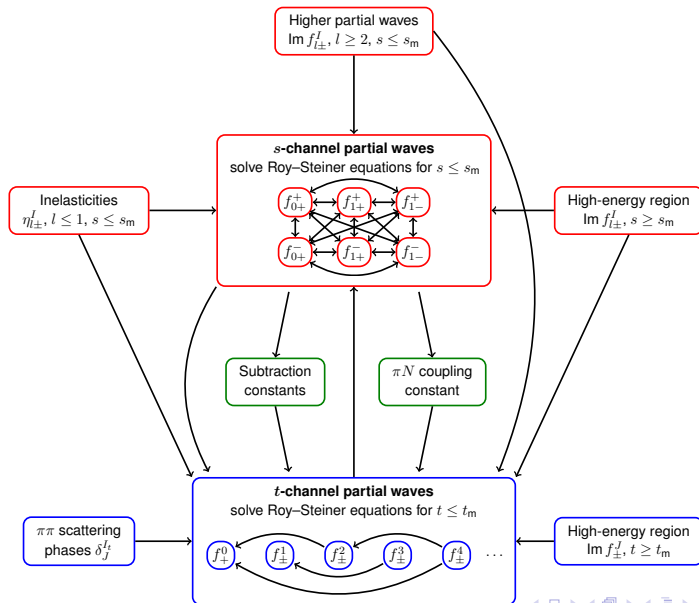 Higher partial waves
Im f^I_{l±}, l ≥ 2, s ≤ s_m
s-channel partial waves
solve Roy–Steiner equations for s ≤ s_m
f^+_{0+} f^+_{1+} f^+_{1−}
f^−_{0+} f^−_{1+} f^−_{1−}
Inelasticities
η^I_{l±}, l ≤ 1, s ≤ s_m
High-energy region
Im f^I_{l±}, s ≥ s_m
Subtraction
constants
πN coupling
constant
t-channel partial waves
solve Roy–Steiner equations for t ≤ t_m
f^0_+ f^1_± f^2_± f^3_± f^4_± ···
ππ scattering
phases δ^{I_t}_J
High-energy region
Im f^I_±, t ≥ t_m